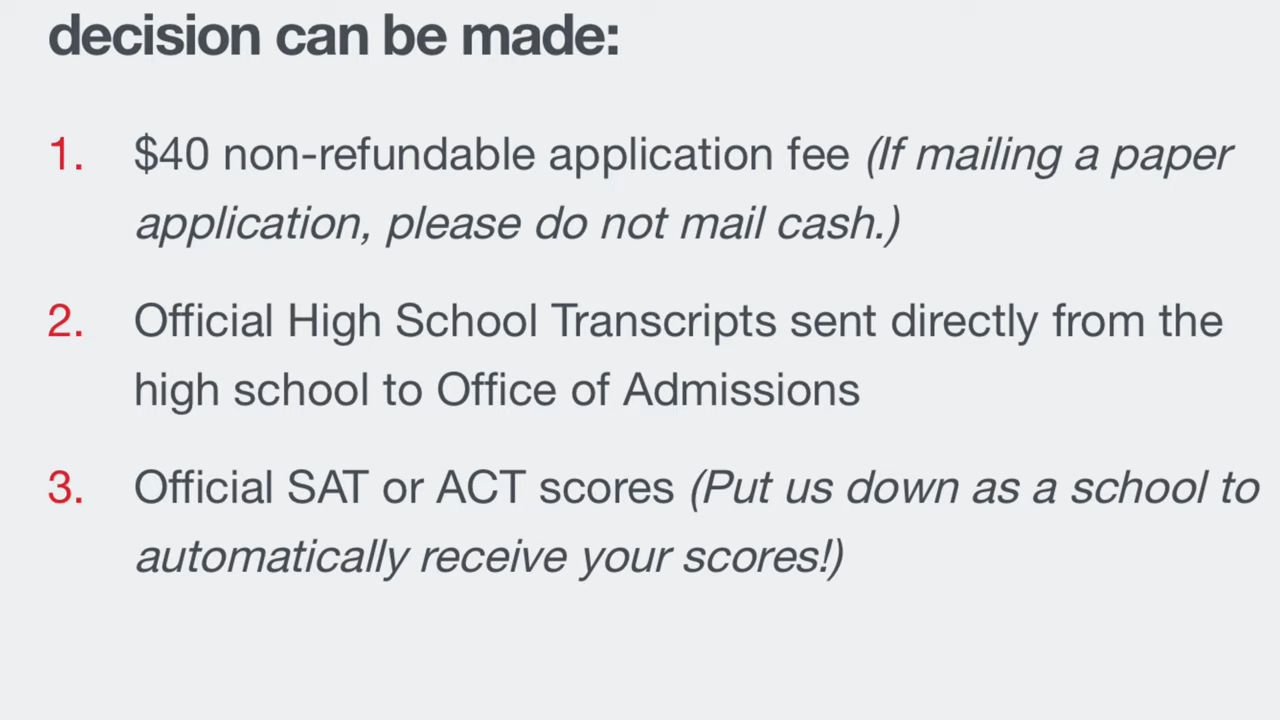 decision can be made:
1. $40 non-refundable application fee (If mailing a paper
application, please do not mail cash.)
2. Official High School Transcripts sent directly from the
high school to Office of Admissions
3. Official SAT or ACT scores (Put us down as a school to
automatically receive your scores!)